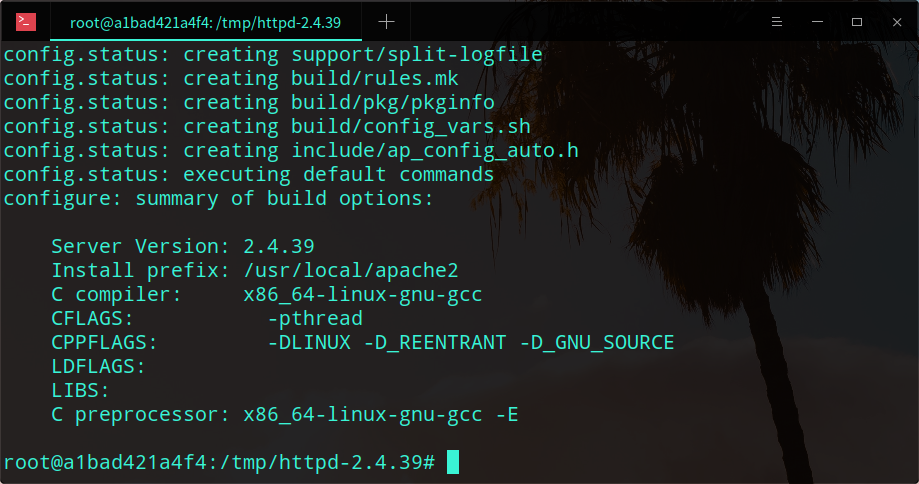 root@a1bad421a4f4: /tmp/httpd-2.4.39
config.status: creating support/split-logfile
config.status: creating build/rules.mk
config.status: creating build/pkg/pkginfo
config.status: creating build/config_vars.sh
config.status: creating include/ap_config_auto.h
config.status: executing default commands
configure: summary of build options:
Server Version: 2.4.39
Install prefix: /usr/local/apache2
C compiler: x86_64-linux-gnu-gcc
CFLAGS: -pthread
CPPFLAGS: -DLINUX -D_REENTRANT -D_GNU_SOURCE
LDFLAGS:
LIBS:
C preprocessor: x86_64-linux-gnu-gcc -E
root@a1bad421a4f4:/tmp/httpd-2.4.39#